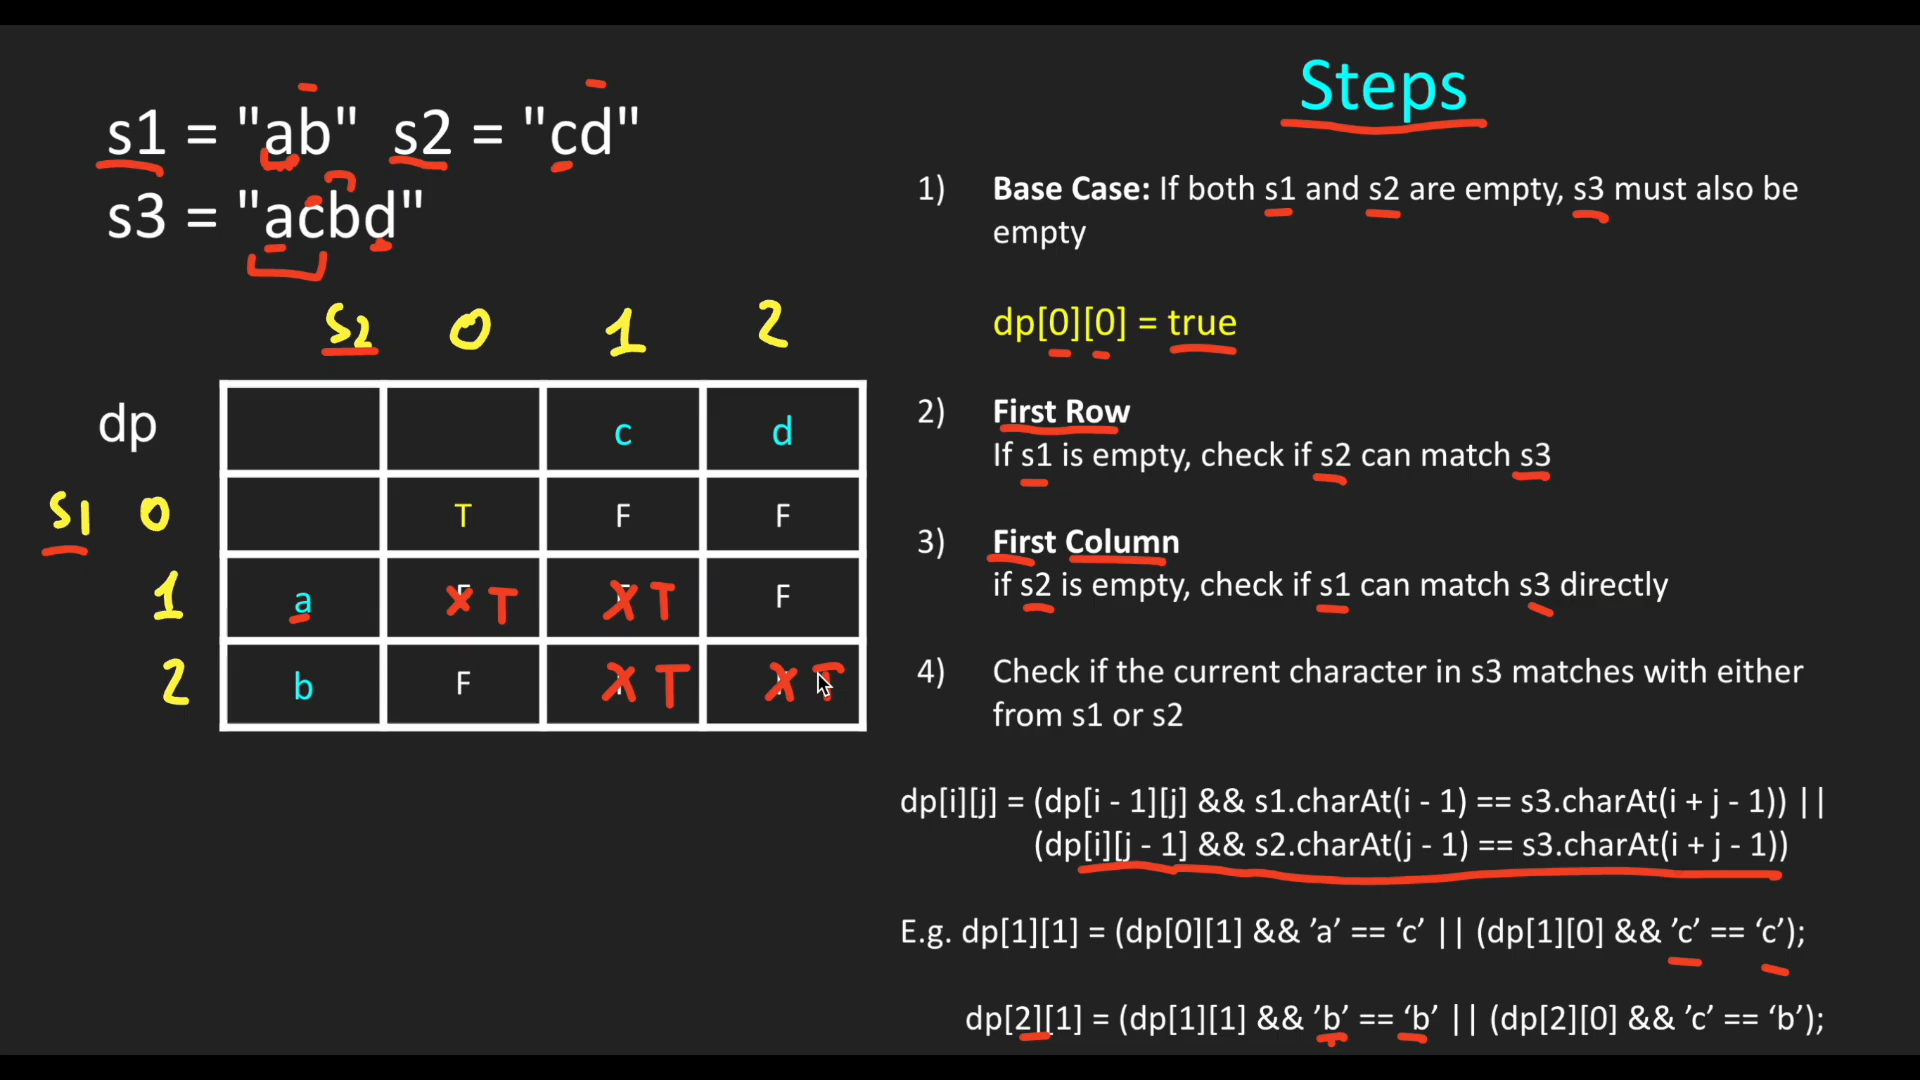 s1 = "ab" s2 = "cd"
s3 = "acbd"
S2 0 1 2
dp c d
S1 0 T F F
1 a F X T F X T F
2 b F F X T F X T
Steps
1) Base Case: If both s1 and s2 are empty, s3 must also be
empty
dp[0][0] = true
2) First Row
If s1 is empty, check if s2 can match s3
3) First Column
if s2 is empty, check if s1 can match s3 directly
4) Check if the current character in s3 matches with either
from s1 or s2
dp[i][j] = (dp[i - 1][j] && s1.charAt(i - 1) == s3.charAt(i + j - 1)) ||
(dp[i][j - 1] && s2.charAt(j - 1) == s3.charAt(i + j - 1))
E.g. dp[1][1] = (dp[0][1] && ’a’ == ‘c’ || (dp[1][0] && ’c’ == ‘c’);
dp[2][1] = (dp[1][1] && ’b’ == ‘b’ || (dp[2][0] && ’c’ == ‘b’);